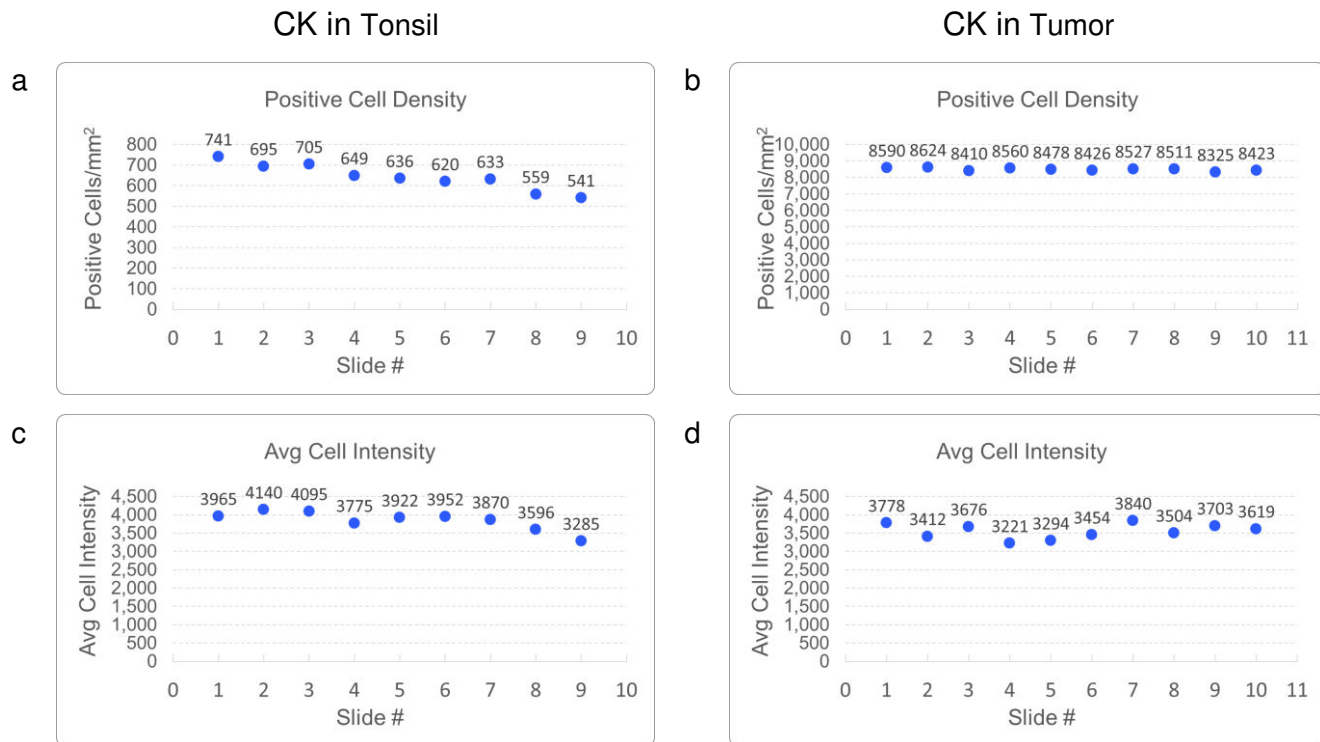 CK in Tonsil
CK in Tumor
a
Positive Cell Density
Positive Cells/mm²
800
700
600
500
400
300
200
100
0
741
695
705
649
636
620
633
559
541
0 1 2 3 4 5 6 7 8 9 10
Slide #
b
Positive Cell Density
Positive Cells/mm²
10,000
9,000
8,000
7,000
6,000
5,000
4,000
3,000
2,000
1,000
0
8590 8624 8410 8560 8478 8426 8527 8511 8325 8423
0 1 2 3 4 5 6 7 8 9 10 11
Slide #
c
Avg Cell Intensity
Avg Cell Intensity
4,500
4,000
3,500
3,000
2,500
2,000
1,500
1,000
500
0
3965 4140 4095 3775 3922 3952 3870 3596 3285
0 1 2 3 4 5 6 7 8 9 10
Slide #
d
Avg Cell Intensity
Avg Cell Intensity
4,500
4,000
3,500
3,000
2,500
2,000
1,500
1,000
500
0
3778 3412 3676 3221 3294 3454 3840 3504 3703 3619
0 1 2 3 4 5 6 7 8 9 10 11
Slide #